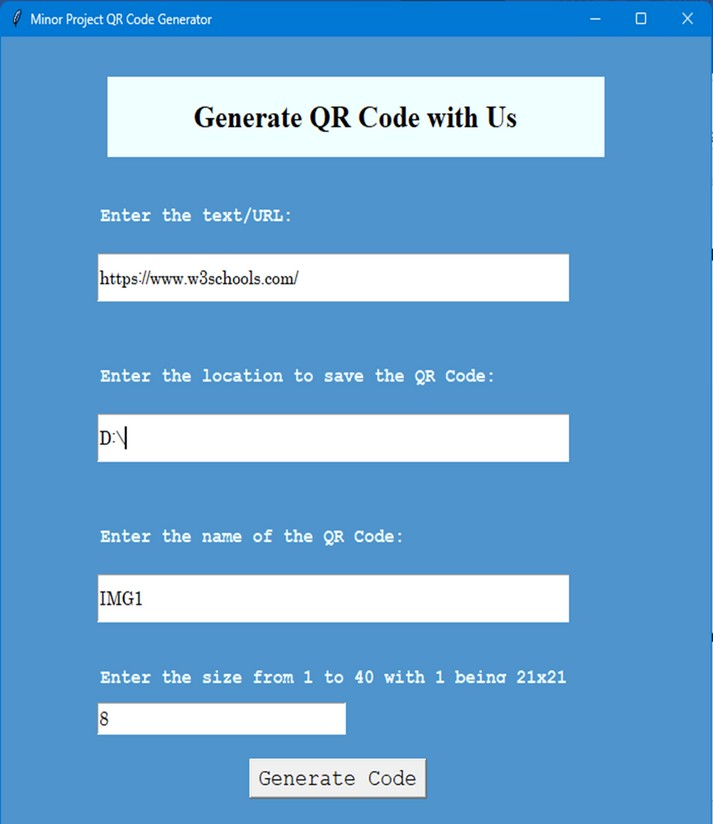 Minor Project QR Code Generator
Generate QR Code with Us
Enter the text/URL:
https://www.w3schools.com/
Enter the location to save the QR Code:
D:\
Enter the name of the QR Code:
IMG1
Enter the size from 1 to 40 with 1 being 21x21
8
Generate Code